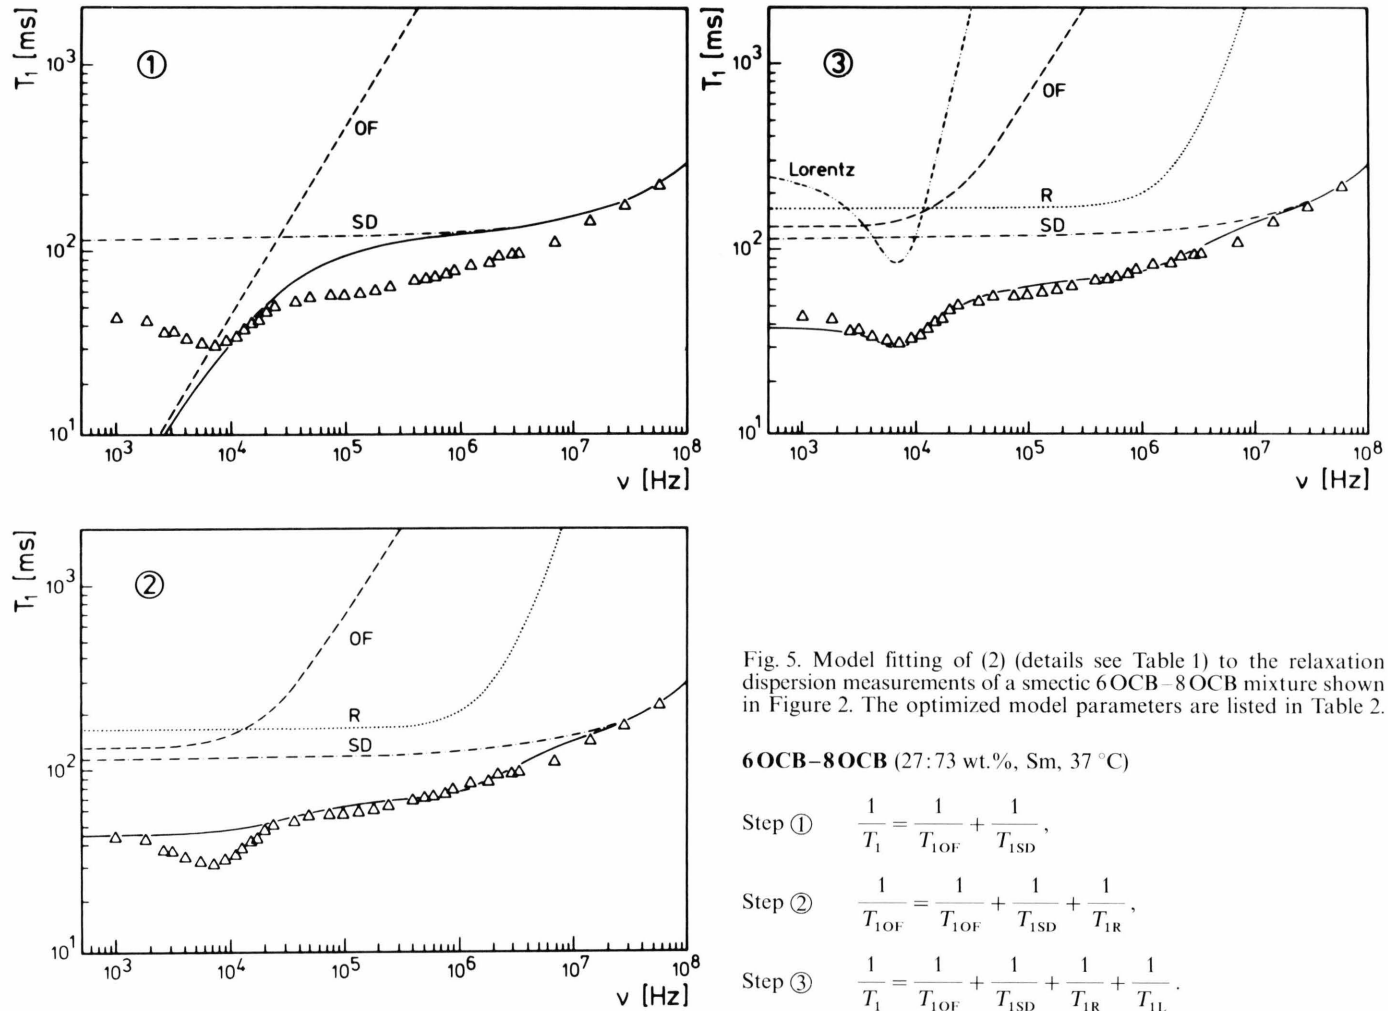 T₁ [ms]
10³
10²
10¹
①
OF
SD
10³ 10⁴ 10⁵ 10⁶ 10⁷ 10⁸
ν [Hz]
T₁ [ms]
10³
10²
10¹
③
OF
Lorentz
R
SD
10³ 10⁴ 10⁵ 10⁶ 10⁷ 10⁸
ν [Hz]
T₁ [ms]
10³
10²
10¹
②
OF
R
SD
10³ 10⁴ 10⁵ 10⁶ 10⁷ 10⁸
ν [Hz]
Fig. 5. Model fitting of (2) (details see Table 1) to the relaxation
dispersion measurements of a smectic 6OCB–8OCB mixture shown
in Figure 2. The optimized model parameters are listed in Table 2.
6OCB–8OCB (27:73 wt.%, Sm, 37 °C)
Step ① 1/T₁ = 1/T₁OF + 1/T₁SD ,
Step ② 1/T₁OF = 1/T₁OF + 1/T₁SD + 1/T₁R ,
Step ③ 1/T₁ = 1/T₁OF + 1/T₁SD + 1/T₁R + 1/T₁L .